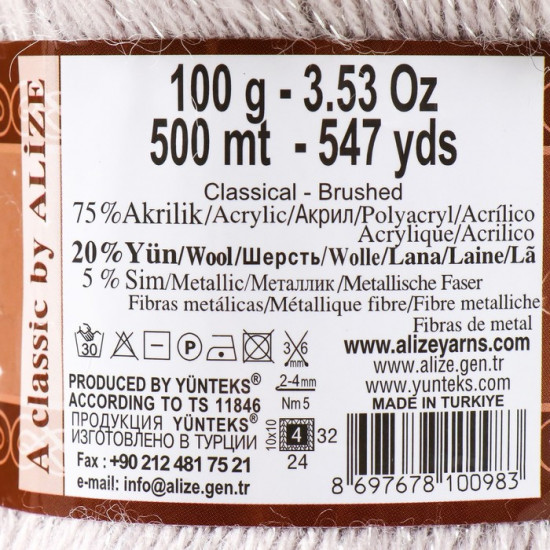 A classic by ALİZE
100 g - 3.53 Oz
500 mt - 547 yds
Classical - Brushed
75%Akrilik/Acrylic/Акрил/Polyacryl/Acrílico
Acrylique/Acrilico
20%Yün/Wool/Шерсть/Wolle/Lana/Laine/Lã
5 % Sim/Metallic/Металлик/Metallische Faser
Fibras metálicas/Métallique fibre/Fibre metalliche
Fibras de metal
30 P 3 6 mm
www.alizeyarns.com
www.alize.gen.tr
www.yunteks.com
MADE IN TURKIYE
PRODUCED BY YÜNTEKS®
ACCORDING TO TS 11846
ПРОДУКЦИЯ YÜNTEKS®
ИЗГОТОВЛЕНО В ТУРЦИИ
Fax : +90 212 481 75 21
e-mail: info@alize.gen.tr
2-4mm
Nm 5
10x10 4 32
24
8 697678 100983